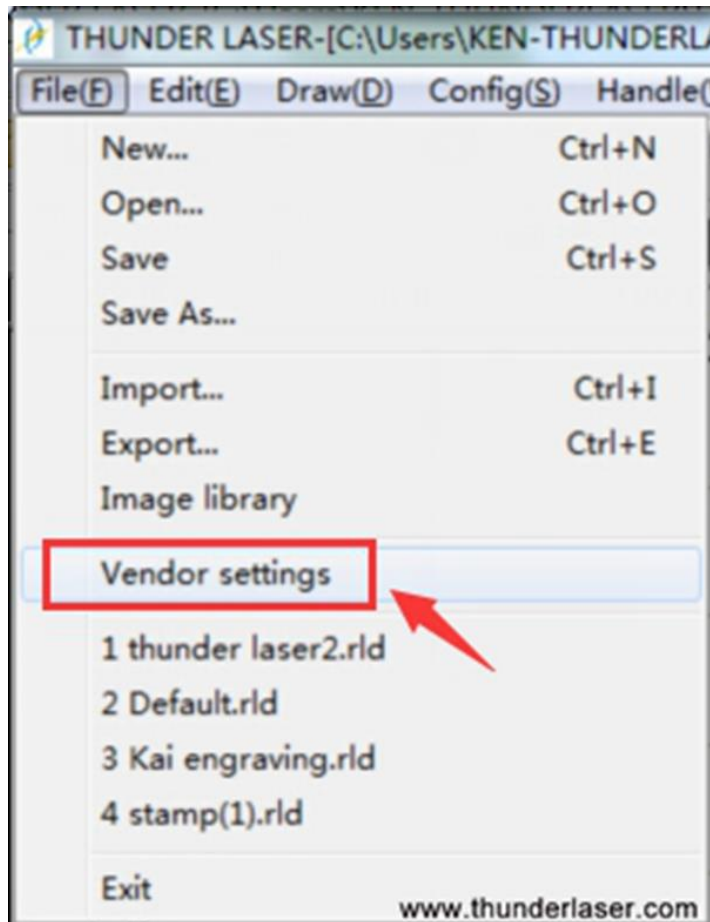 THUNDER LASER-[C:\Users\KEN-THUNDERL
File(F) Edit(E) Draw(D) Config(S) Handle(
New... Ctrl+N
Open... Ctrl+O
Save Ctrl+S
Save As...
Import... Ctrl+I
Export... Ctrl+E
Image library
Vendor settings
1 thunder laser2.rld
2 Default.rld
3 Kai engraving.rld
4 stamp(1).rld
Exit
www.thunderlaser.com